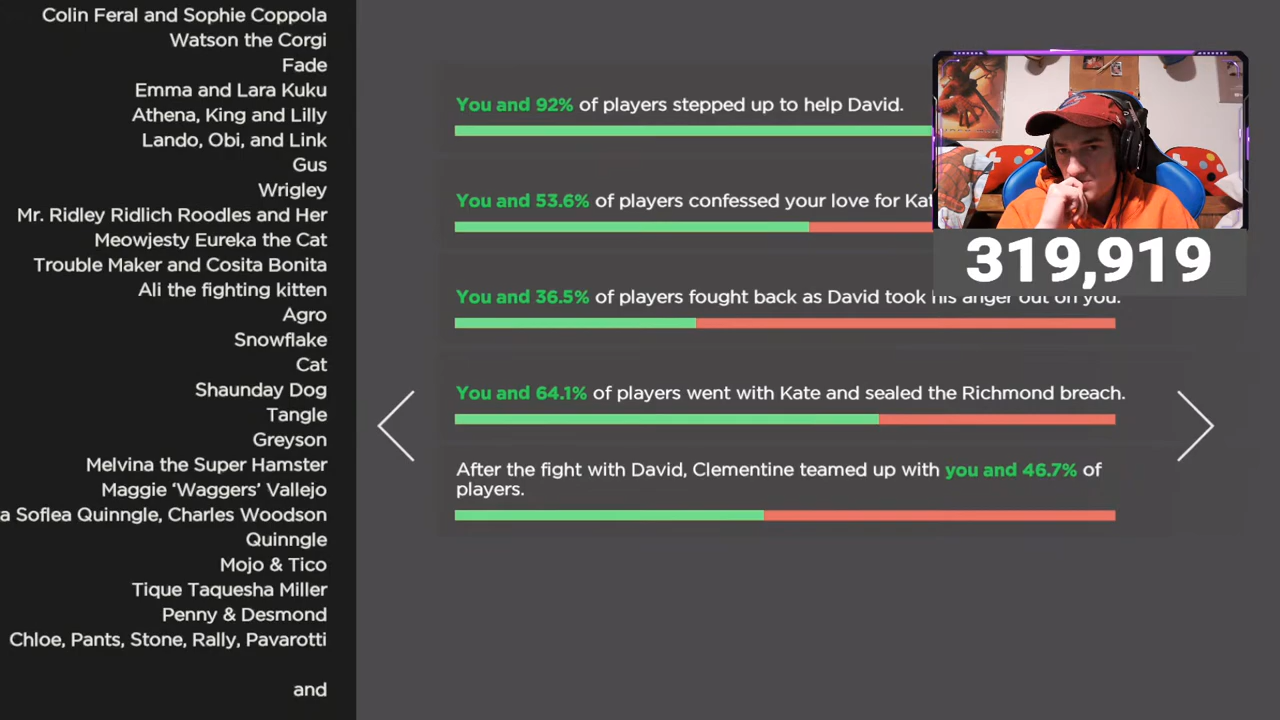 Colin Feral and Sophie Coppola
Watson the Corgi
Fade
Emma and Lara Kuku
Athena, King and Lilly
Lando, Obi, and Link
Gus
Wrigley
Mr. Ridley Ridlich Roodles and Her
Meowjesty Eureka the Cat
Trouble Maker and Cosita Bonita
Ali the fighting kitten
Agro
Snowflake
Cat
Shaunday Dog
Tangle
Greyson
Melvina the Super Hamster
Maggie ‘Waggers’ Vallejo
a Soflea Quinngle, Charles Woodson
Quinngle
Mojo & Tico
Tique Taquesha Miller
Penny & Desmond
Chloe, Pants, Stone, Rally, Pavarotti
and
You and 92% of players stepped up to help David.
You and 53.6% of players confessed your love for Kat
You and 36.5% of players fought back as David took his anger out on you.
You and 64.1% of players went with Kate and sealed the Richmond breach.
After the fight with David, Clementine teamed up with you and 46.7% of
players.
319,919